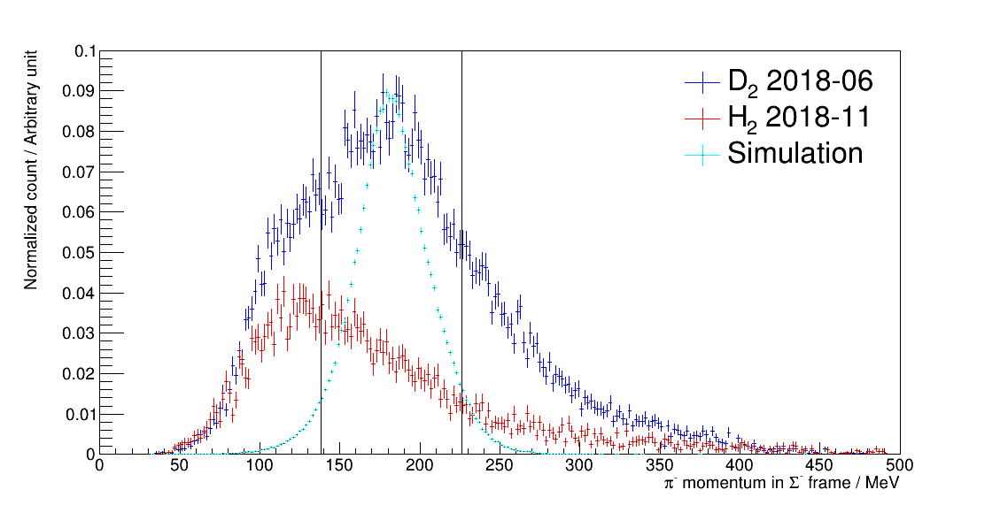 Normalized count / Arbitrary unit
0.1
0.09
0.08
0.07
0.06
0.05
0.04
0.03
0.02
0.01
0
D₂ 2018-06
H₂ 2018-11
Simulation
0 50 100 150 200 250 300 350 400 450 500
π⁻ momentum in Σ⁻ frame / MeV